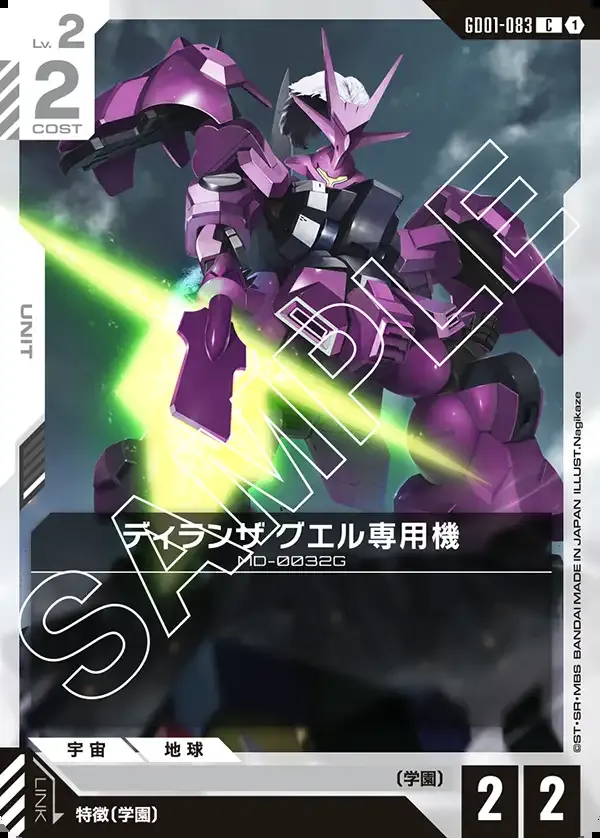 Lv. 2
2
COST
GD01-083 C 1
UNIT
SAMPLE
ディランザ グエル専用機
MD-0032G
©ST・SR・MBS BANDAI MADE IN JAPAN ILLUST.Nagikaze
宇宙 地球
〔学園〕
LINK
特徴〔学園〕
2 2